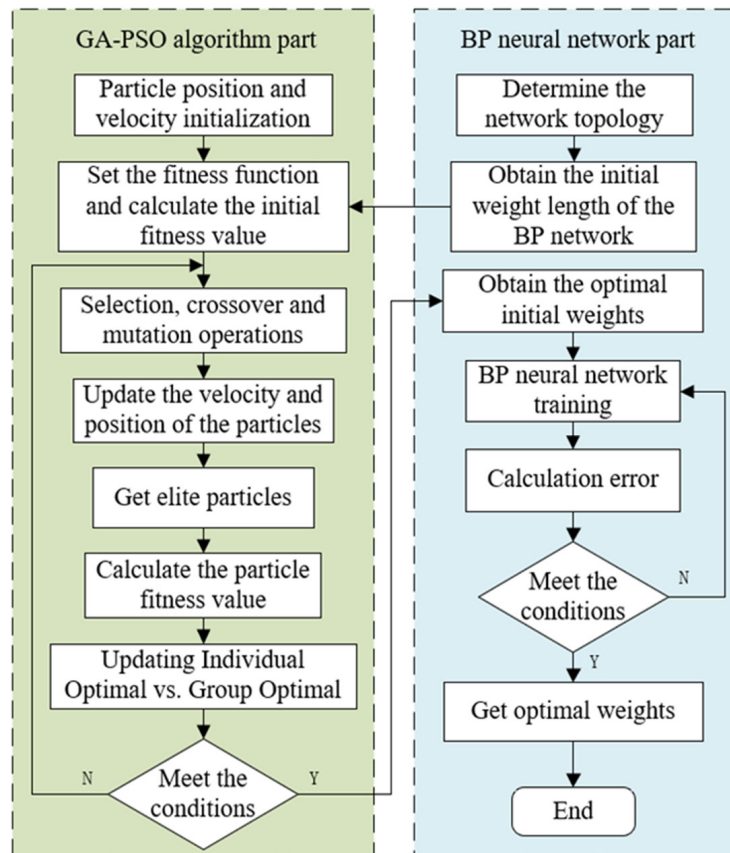 GA-PSO algorithm part
Particle position and
velocity initialization
Set the fitness function
and calculate the initial
fitness value
Selection, crossover and
mutation operations
Update the velocity and
position of the particles
Get elite particles
Calculate the particle
fitness value
Updating Individual
Optimal vs. Group Optimal
N
Meet the
conditions
Y
BP neural network part
Determine the
network topology
Obtain the initial
weight length of the
BP network
Obtain the optimal
initial weights
BP neural network
training
Calculation error
Meet the
conditions
N
Y
Get optimal weights
End